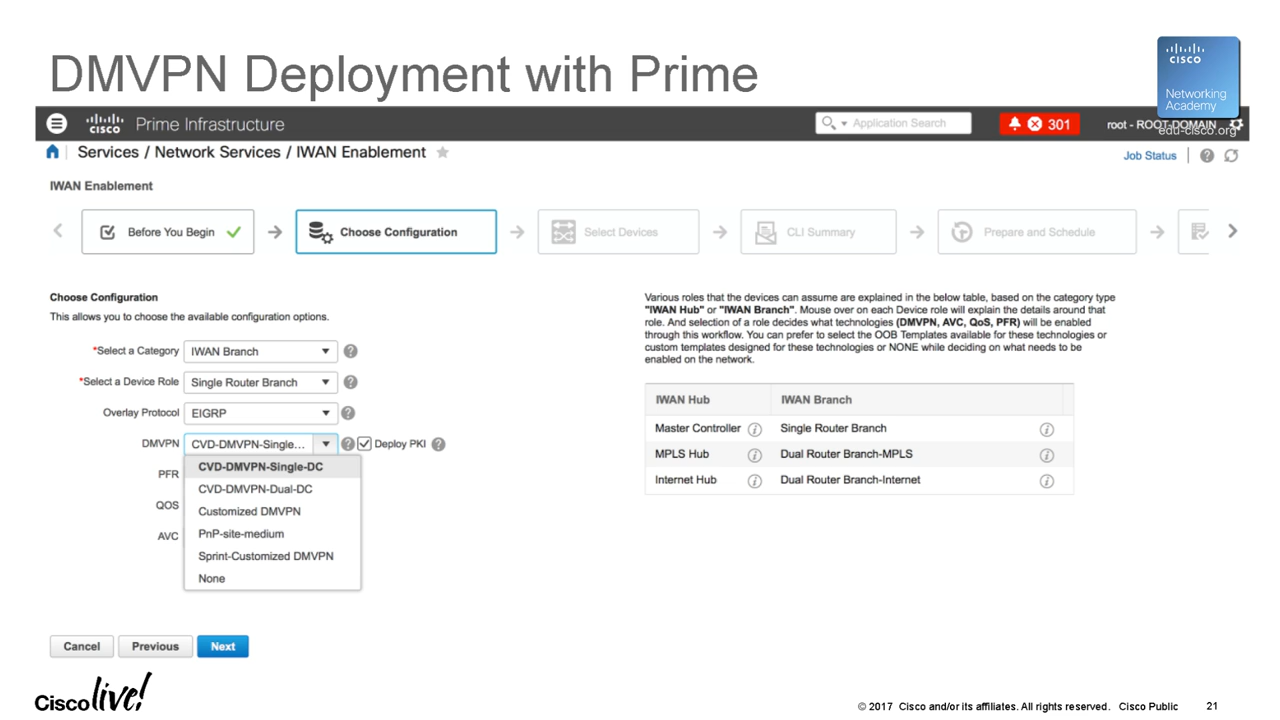 DMVPN Deployment with Prime
cisco
Networking
Academy
edu-cisco.org
cisco Prime Infrastructure
Application Search
301
root - ROOT-DOMAIN
Services / Network Services / IWAN Enablement
Job Status
IWAN Enablement
Before You Begin
Choose Configuration
Select Devices
CLI Summary
Prepare and Schedule
Choose Configuration
This allows you to choose the available configuration options.
*Select a Category IWAN Branch
*Select a Device Role Single Router Branch
Overlay Protocol EIGRP
DMVPN CVD-DMVPN-Single... Deploy PKI
CVD-DMVPN-Single-DC
PFR
CVD-DMVPN-Dual-DC
QOS
Customized DMVPN
AVC
PnP-site-medium
Sprint-Customized DMVPN
None
Various roles that the devices can assume are explained in the below table, based on the category type
"IWAN Hub" or "IWAN Branch". Mouse over on each Device role will explain the details around that
role. And selection of a role decides what technologies (DMVPN, AVC, QoS, PFR) will be enabled
through this workflow. You can prefer to select the OOB Templates available for these technologies or
custom templates designed for these technologies or NONE while deciding on what needs to be
enabled on the network.
IWAN Hub IWAN Branch
Master Controller Single Router Branch
MPLS Hub Dual Router Branch-MPLS
Internet Hub Dual Router Branch-Internet
Cancel Previous Next
Cisco live!
© 2017 Cisco and/or its affiliates. All rights reserved. Cisco Public 21